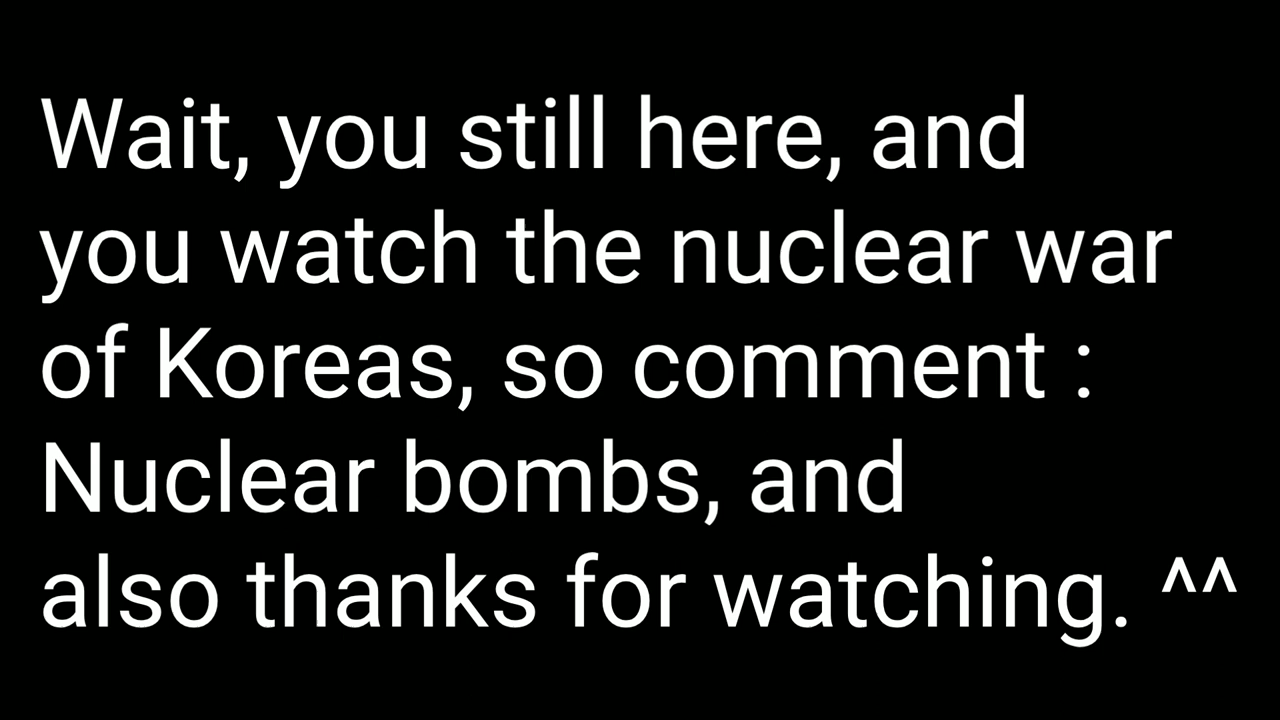 Wait, you still here, and
you watch the nuclear war
of Koreas, so comment :
Nuclear bombs, and
also thanks for watching. ^^